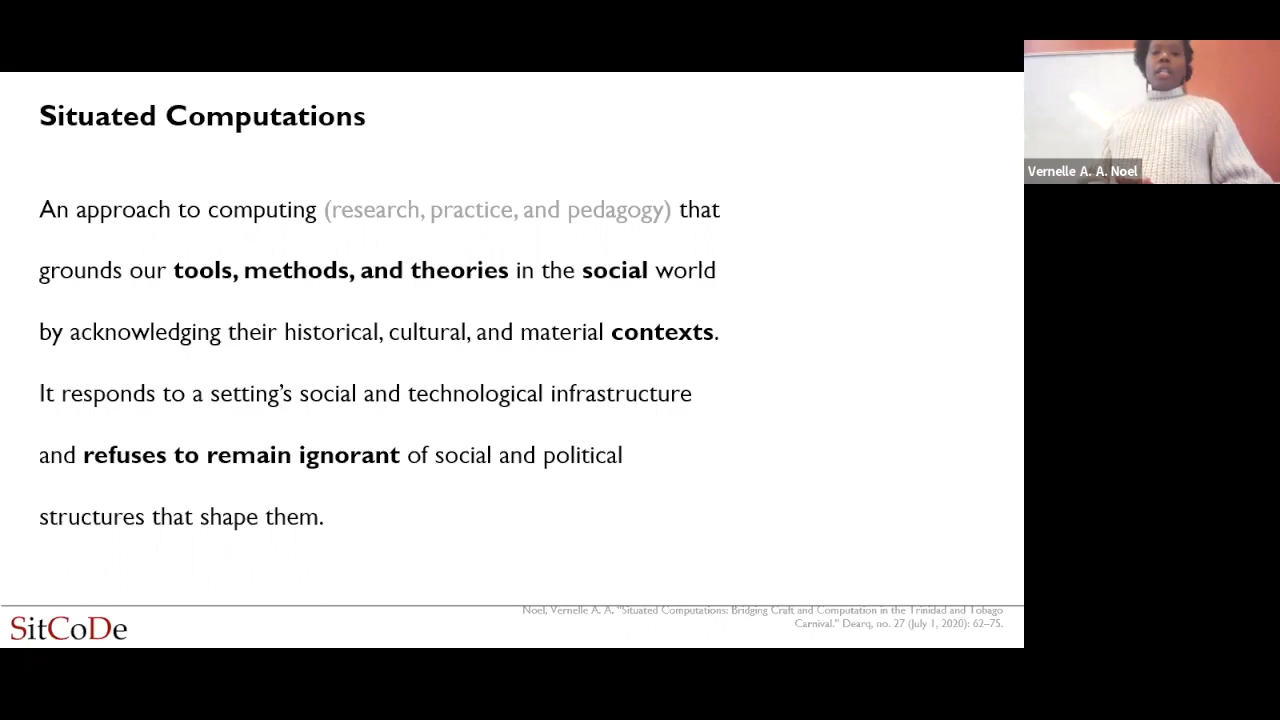 Situated Computations
An approach to computing (research, practice, and pedagogy) that
grounds our tools, methods, and theories in the social world
by acknowledging their historical, cultural, and material contexts.
It responds to a setting’s social and technological infrastructure
and refuses to remain ignorant of social and political
structures that shape them.
Noel, Vernelle A. A. "Situated Computations: Bridging Craft and Computation in the Trinidad and Tobago
Carnival." Dearq, no. 27 (July 1, 2020): 62–75.
SitCoDe
Vernelle A. A. Noel